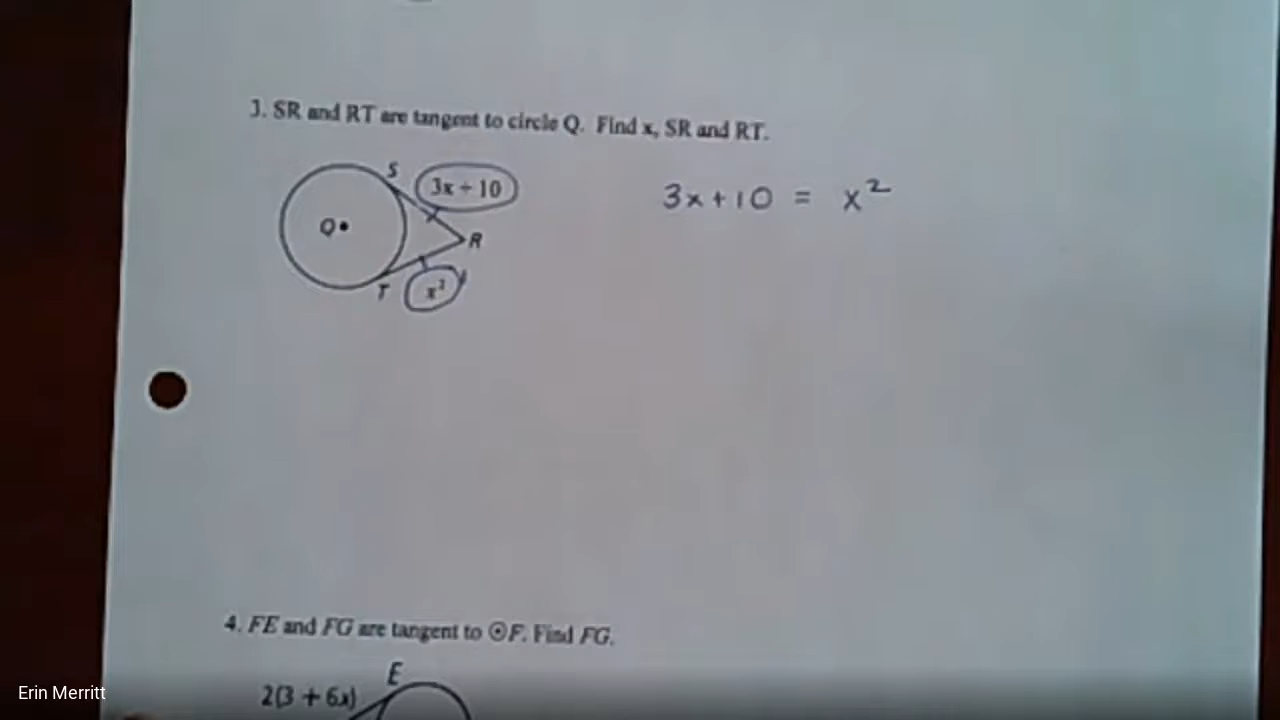 3. SR and RT are tangent to circle Q. Find x, SR and RT.
S
3x + 10
3x+10 = x²
Q
R
T
x²
4. FE and FG are tangent to ⊙F. Find FG.
E
2(3 + 6x)
Erin Merritt